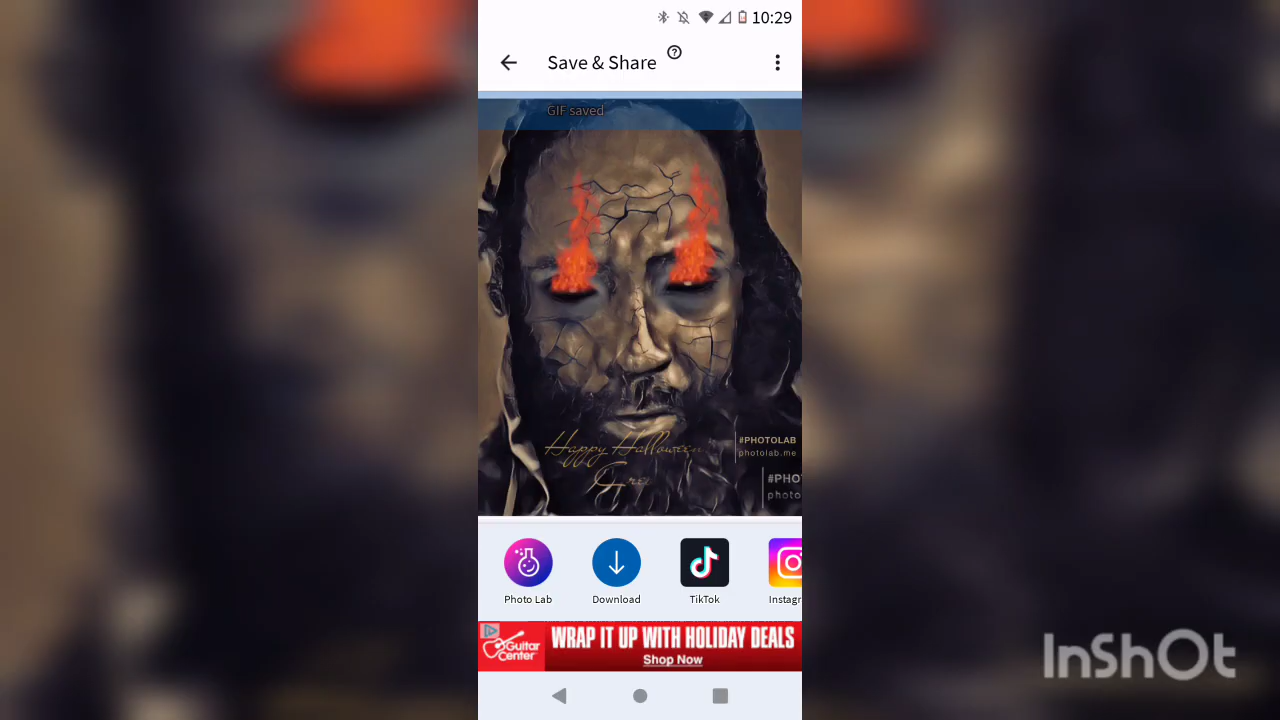 10:29
Save & Share
GIF saved
Happy Halloween
#PHOTOLAB
photolab.me
#PHO
photo
Photo Lab
Download
TikTok
Instagr
Guitar Center
WRAP IT UP WITH HOLIDAY DEALS
Shop Now
InShOt